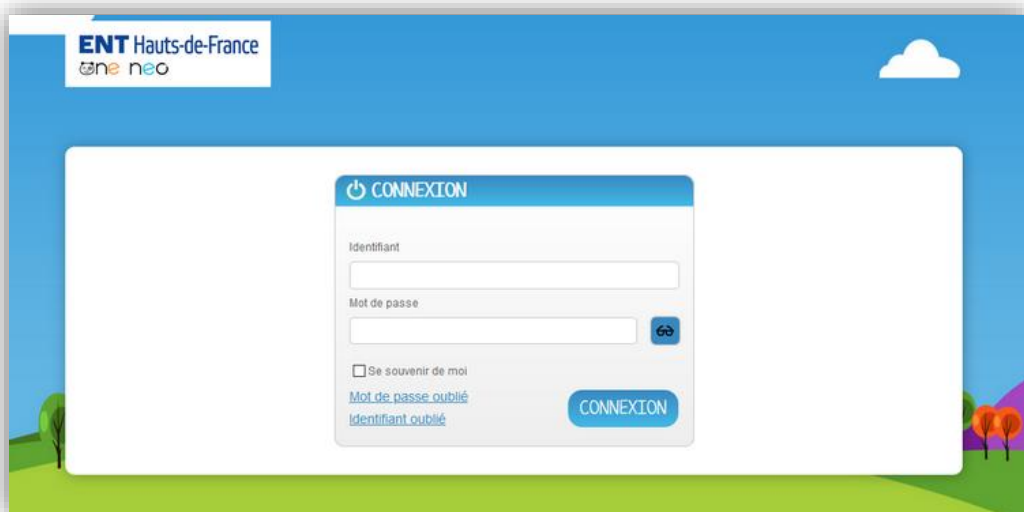 ENT Hauts-de-France
one neo
CONNEXION
Identifiant
Mot de passe
Se souvenir de moi
Mot de passe oublié
Identifiant oublié
CONNEXION